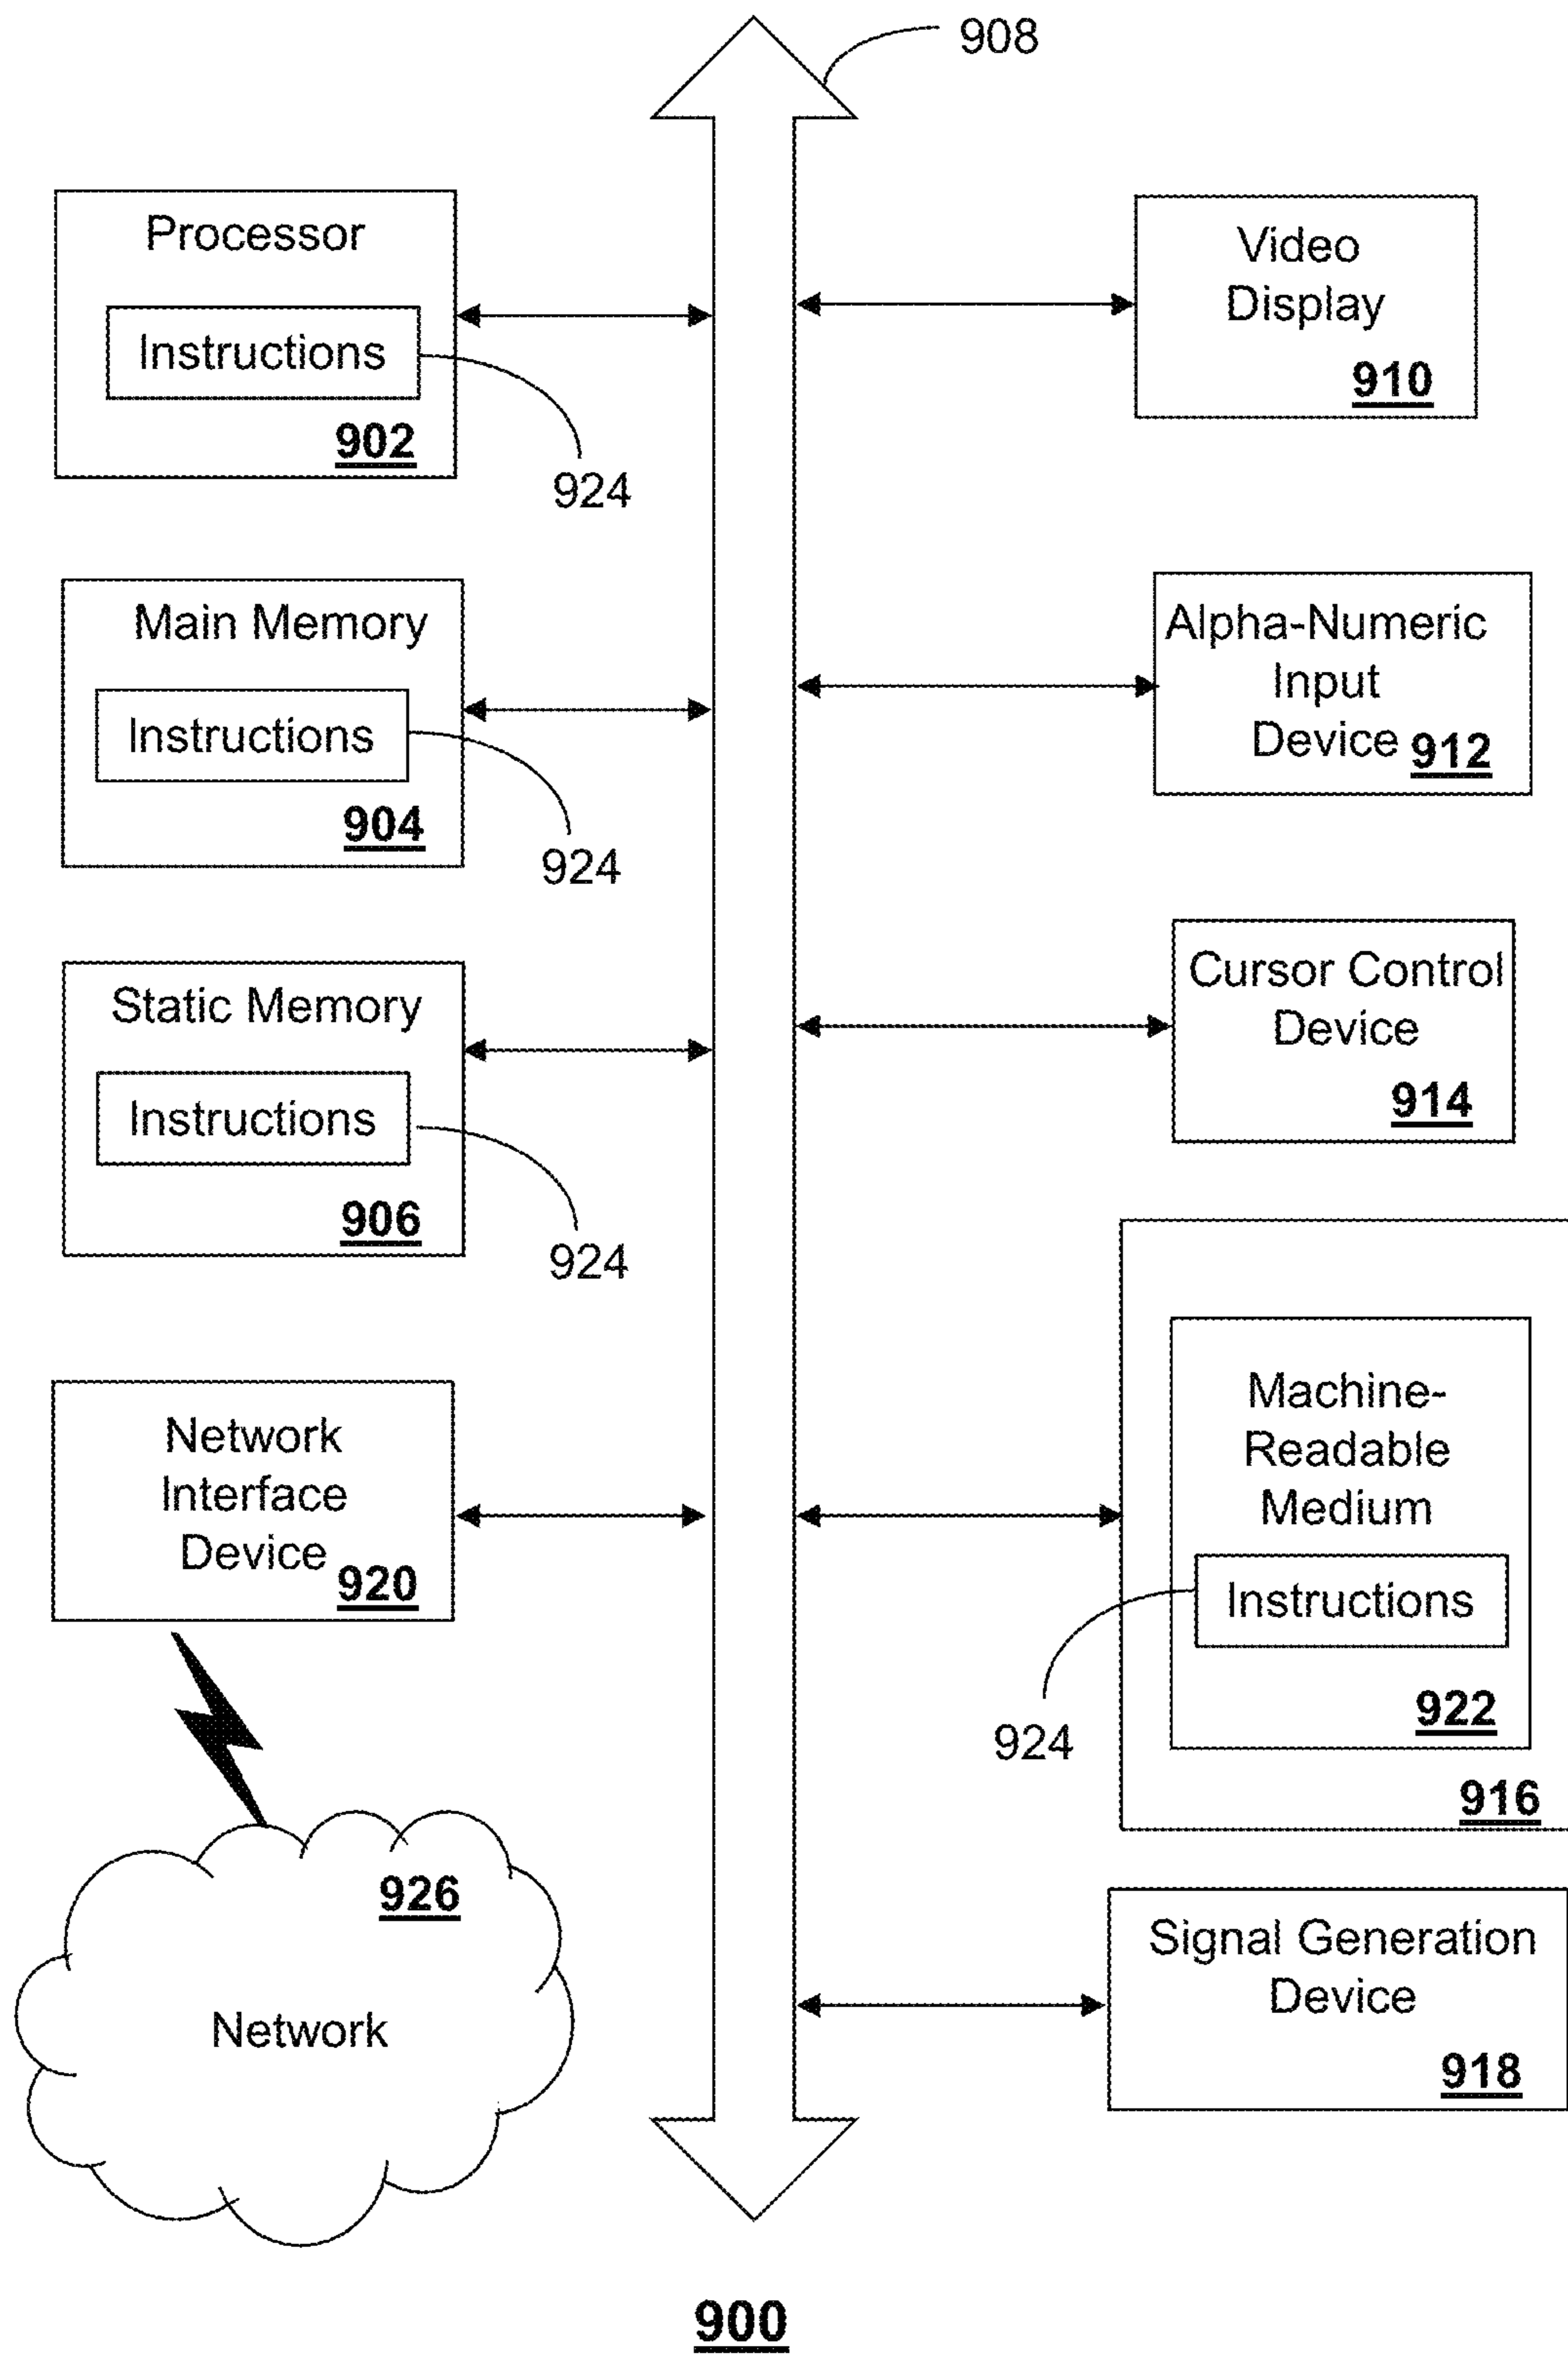 908
Processor
Instructions
902
924
Video
Display
910
Main Memory
Instructions
904
924
Alpha-Numeric
Input
Device 912
Static Memory
Instructions
906
924
Cursor Control
Device
914
Network
Interface
Device
920
Machine-
Readable
Medium
Instructions
922
924
916
926
Network
Signal Generation
Device
918
900